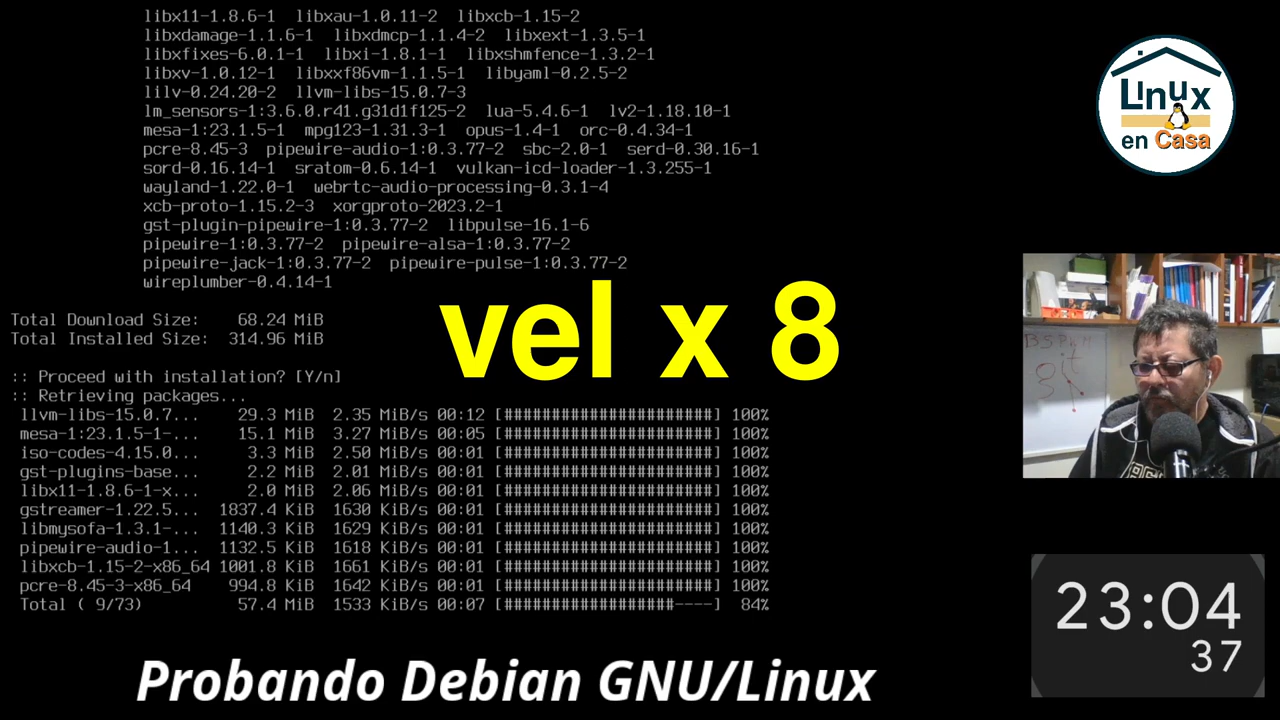 libx11-1.8.6-1  libxau-1.0.11-2  libxcb-1.15-2
libxdamage-1.1.6-1  libxdmcp-1.1.4-2  libxext-1.3.5-1
libxfixes-6.0.1-1  libxi-1.8.1-1  libxshmfence-1.3.2-1
libxv-1.0.12-1  libxxf86vm-1.1.5-1  libyaml-0.2.5-2
lilv-0.24.20-2  llvm-libs-15.0.7-3
lm_sensors-1:3.6.0.r41.g31d1f125-2  lua-5.4.6-1  lv2-1.18.10-1
mesa-1:23.1.5-1  mpg123-1.31.3-1  opus-1.4-1  orc-0.4.34-1
pcre-8.45-3  pipewire-audio-1:0.3.77-2  sbc-2.0-1  serd-0.30.16-1
sord-0.16.14-1  sratom-0.6.14-1  vulkan-icd-loader-1.3.255-1
wayland-1.22.0-1  webrtc-audio-processing-0.3.1-4
xcb-proto-1.15.2-3  xorgproto-2023.2-1
gst-plugin-pipewire-1:0.3.77-2  libpulse-16.1-6
pipewire-1:0.3.77-2  pipewire-alsa-1:0.3.77-2
pipewire-jack-1:0.3.77-2  pipewire-pulse-1:0.3.77-2
wireplumber-0.4.14-1
Total Download Size:    68.24 MiB
Total Installed Size:  314.96 MiB
:: Proceed with installation? [Y/n]
:: Retrieving packages...
llvm-libs-15.0.7...    29.3 MiB  2.35 MiB/s 00:12 [######################] 100%
mesa-1:23.1.5-1-...    15.1 MiB  3.27 MiB/s 00:05 [######################] 100%
iso-codes-4.15.0...     3.3 MiB  2.50 MiB/s 00:01 [######################] 100%
gst-plugins-base...     2.2 MiB  2.01 MiB/s 00:01 [######################] 100%
libx11-1.8.6-1-x...     2.0 MiB  2.06 MiB/s 00:01 [######################] 100%
gstreamer-1.22.5...  1837.4 KiB  1630 KiB/s 00:01 [######################] 100%
libmysofa-1.3.1-...  1140.3 KiB  1629 KiB/s 00:01 [######################] 100%
pipewire-audio-1...  1132.5 KiB  1618 KiB/s 00:01 [######################] 100%
libxcb-1.15-2-x86_64 1001.8 KiB  1661 KiB/s 00:01 [######################] 100%
pcre-8.45-3-x86_64    994.8 KiB  1642 KiB/s 00:01 [######################] 100%
Total ( 9/73)          57.4 MiB  1533 KiB/s 00:07 [##################----]  84%
vel x 8
Linux
en Casa
git
23:04
37
Probando Debian GNU/Linux